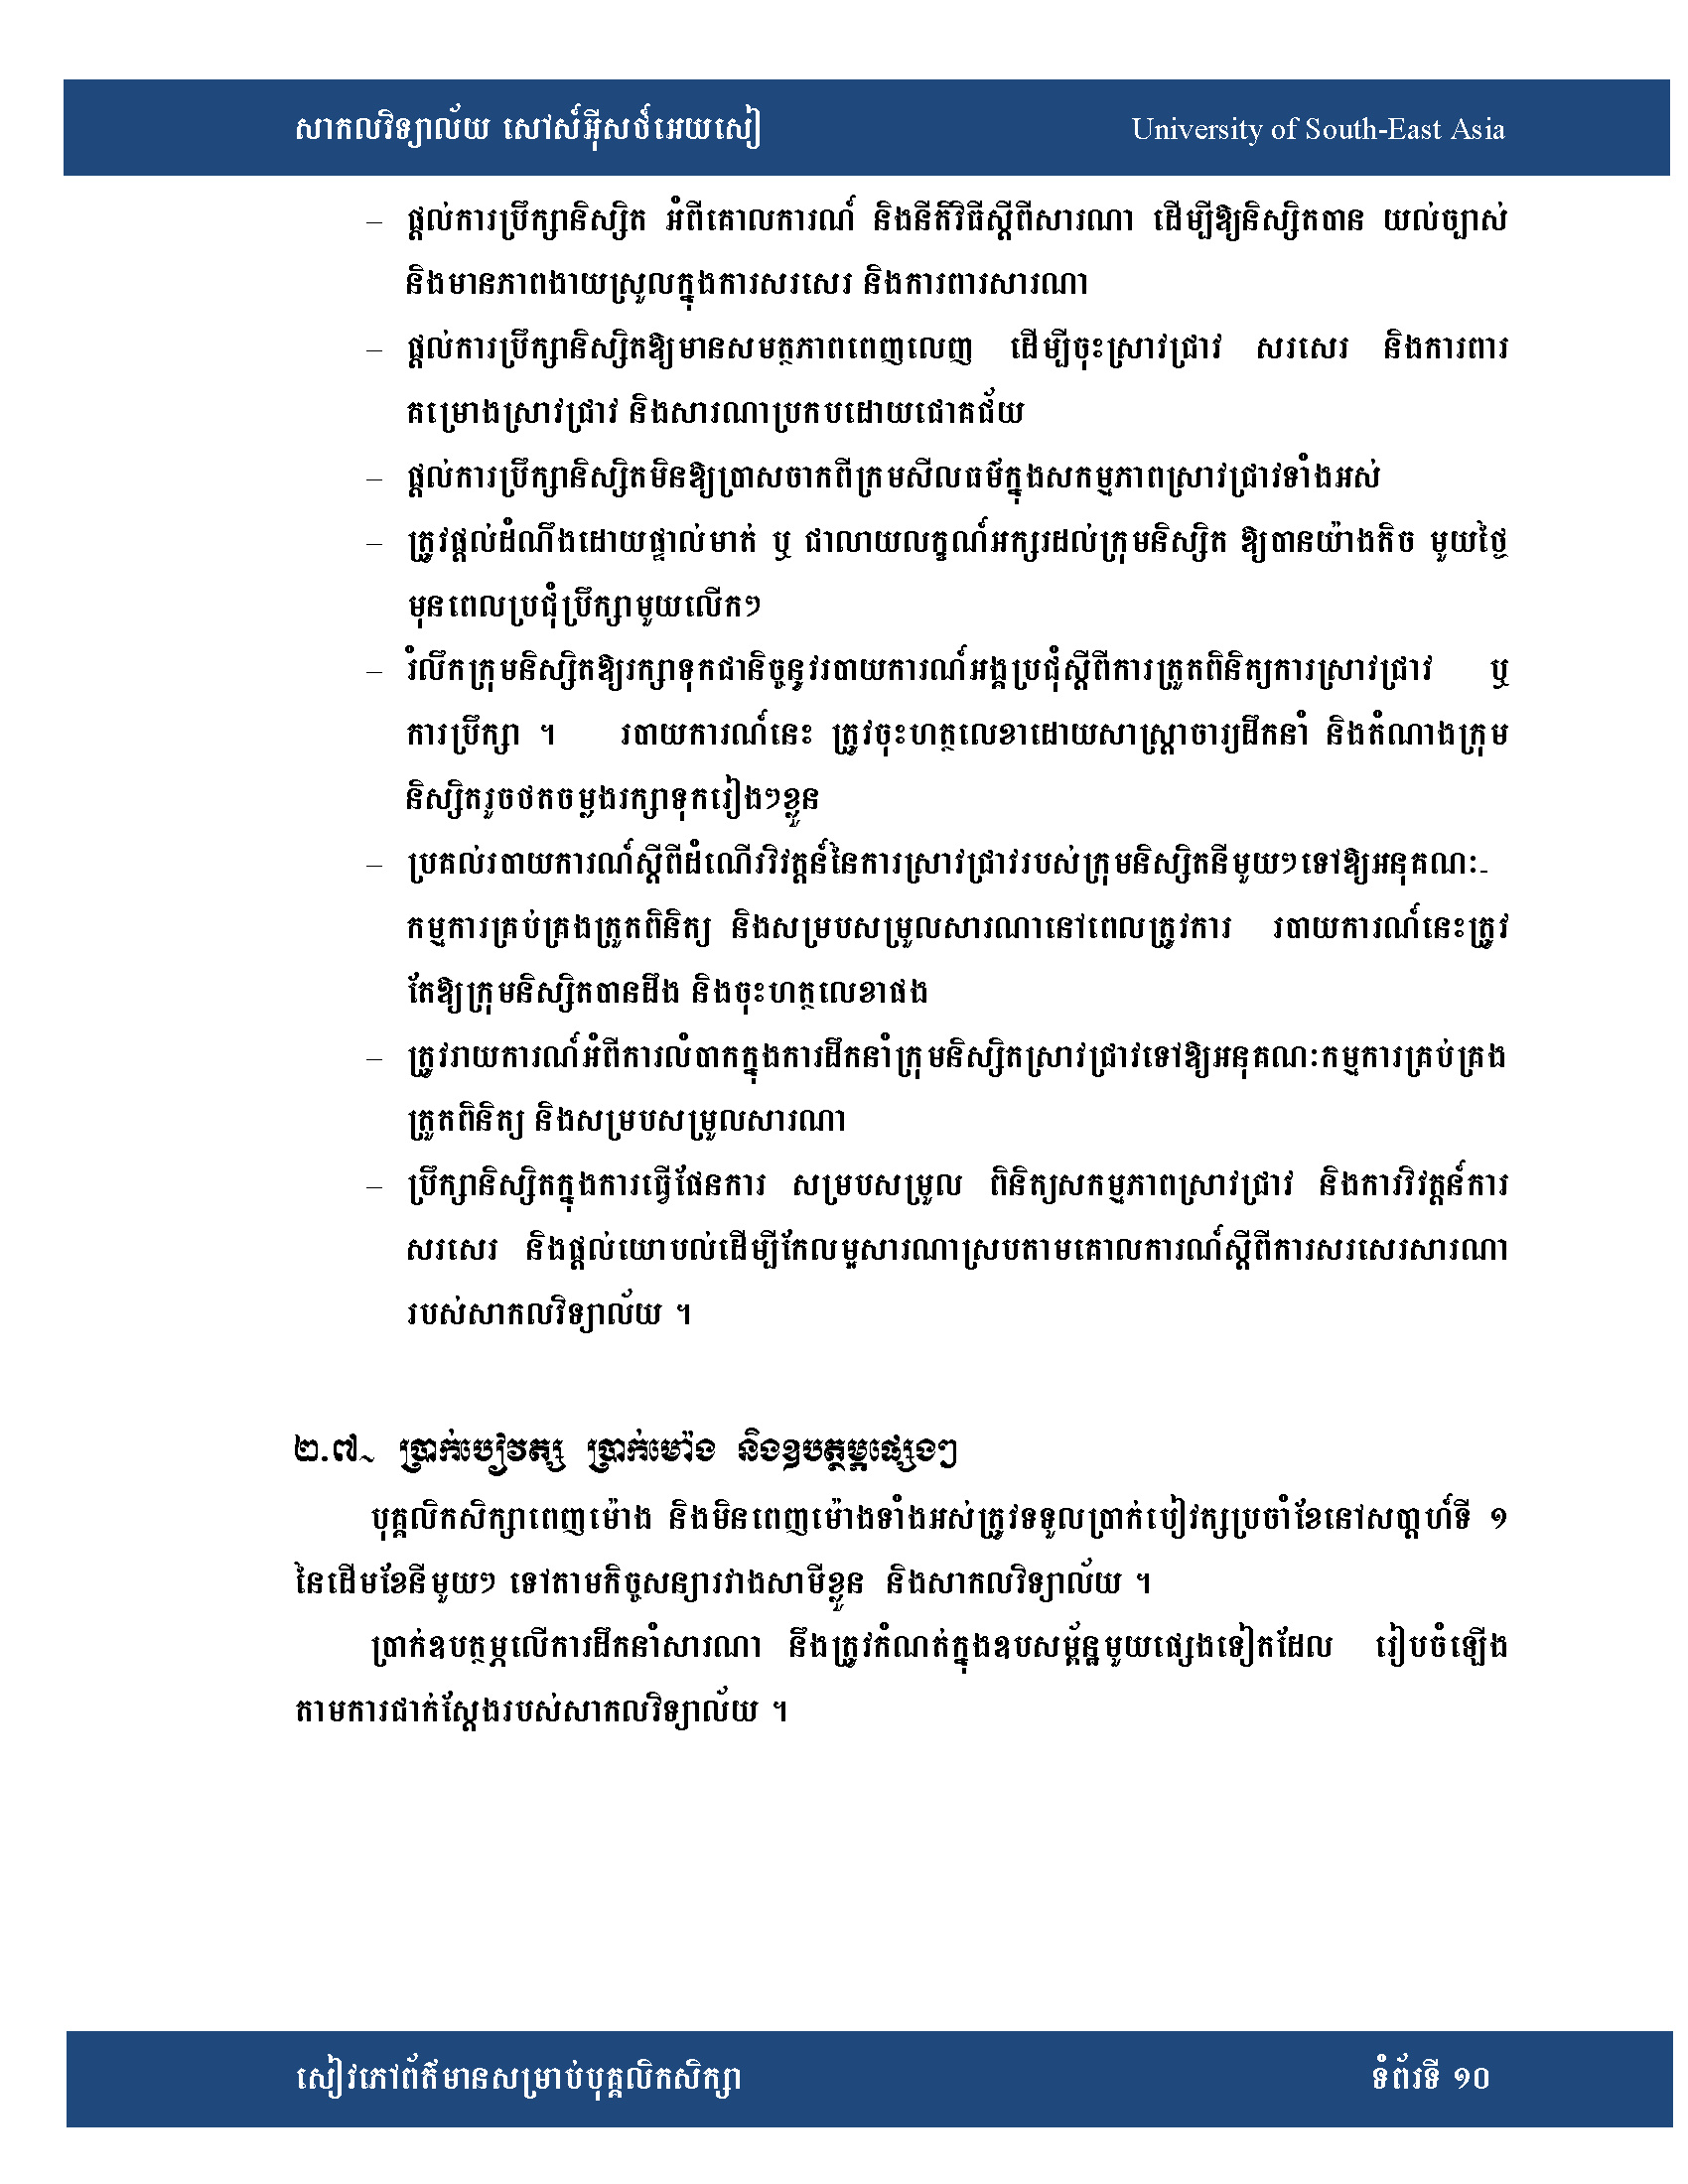 សាកលវិទ្យាល័យ សៅស៍អ៊ីសថ៍អេយសៀ University of South-East Asia
– ផ្តល់ការប្រឹក្សានិស្សិត អំពីគោលការណ៍ និងនីតិវិធីស្តីពីសារណា ដើម្បីឱ្យនិស្សិតបាន យល់ច្បាស់
និងមានភាពងាយស្រួលក្នុងការសរសេរ និងការពារសារណា
– ផ្តល់ការប្រឹក្សានិស្សិតឱ្យមានសមត្ថភាពពេញលេញ ដើម្បីចុះស្រាវជ្រាវ សរសេរ និងការពារ
គម្រោងស្រាវជ្រាវ និងសារណាប្រកបដោយជោគជ័យ
– ផ្តល់ការប្រឹក្សានិស្សិតមិនឱ្យប្រាសចាកពីក្រមសីលធម៌ក្នុងសកម្មភាពស្រាវជ្រាវទាំងអស់
– ត្រូវផ្តល់ដំណឹងដោយផ្ទាល់មាត់ ឬ ជាលាយលក្ខណ៍អក្សរដល់ក្រុមនិស្សិត ឱ្យបានយ៉ាងតិច មួយថ្ងៃ
មុនពេលប្រជុំប្រឹក្សាមួយលើកៗ
– រំលឹកក្រុមនិស្សិតឱ្យរក្សាទុកជានិច្ចនូវរបាយការណ៍អង្គប្រជុំស្តីពីការត្រួតពិនិត្យការស្រាវជ្រាវ ឬ
ការប្រឹក្សា ។ របាយការណ៍នេះ ត្រូវចុះហត្ថលេខាដោយសាស្ត្រាចារ្យដឹកនាំ និងតំណាងក្រុម
និស្សិតរួចថតចម្លងរក្សាទុករៀងៗខ្លួន
– ប្រគល់របាយការណ៍ស្តីពីដំណើរវិវត្តន៍នៃការស្រាវជ្រាវរបស់ក្រុមនិស្សិតនីមួយៗទៅឱ្យអនុគណៈ-
កម្មការគ្រប់គ្រងត្រួតពិនិត្យ និងសម្របសម្រួលសារណានៅពេលត្រូវការ របាយការណ៍នេះត្រូវ
តែឱ្យក្រុមនិស្សិតបានដឹង និងចុះហត្ថលេខាផង
– ត្រូវរាយការណ៍អំពីការលំបាកក្នុងការដឹកនាំក្រុមនិស្សិតស្រាវជ្រាវទៅឱ្យអនុគណៈកម្មការគ្រប់គ្រង
ត្រួតពិនិត្យ និងសម្របសម្រួលសារណា
– ប្រឹក្សានិស្សិតក្នុងការធ្វើផែនការ សម្របសម្រួល ពិនិត្យសកម្មភាពស្រាវជ្រាវ និងការវិវត្តន៍ការ
សរសេរ និងផ្តល់យោបល់ដើម្បីកែលម្អសារណាស្របតាមគោលការណ៍ស្តីពីការសរសេរសារណា
របស់សាកលវិទ្យាល័យ ។
២.៧~ ប្រាក់បៀវត្ស ប្រាក់ម៉ោង និងឧបត្ថម្ភផ្សេងៗ
បុគ្គលិកសិក្សាពេញម៉ោង និងមិនពេញម៉ោងទាំងអស់ត្រូវទទួលប្រាក់បៀវត្សប្រចាំខែនៅសប្តាហ៍ទី ១
នៃដើមខែនីមួយៗ ទៅតាមកិច្ចសន្យារវាងសាមីខ្លួន និងសាកលវិទ្យាល័យ ។
ប្រាក់ឧបត្ថម្ភលើការដឹកនាំសារណា នឹងត្រូវកំណត់ក្នុងឧបសម្ព័ន្ឋមួយផ្សេងទៀតដែល រៀបចំឡើង
តាមការជាក់ស្តែងរបស់សាកលវិទ្យាល័យ ។
សៀវភៅព័ត៌មានសម្រាប់បុគ្គលិកសិក្សា ទំព័រទី ១០